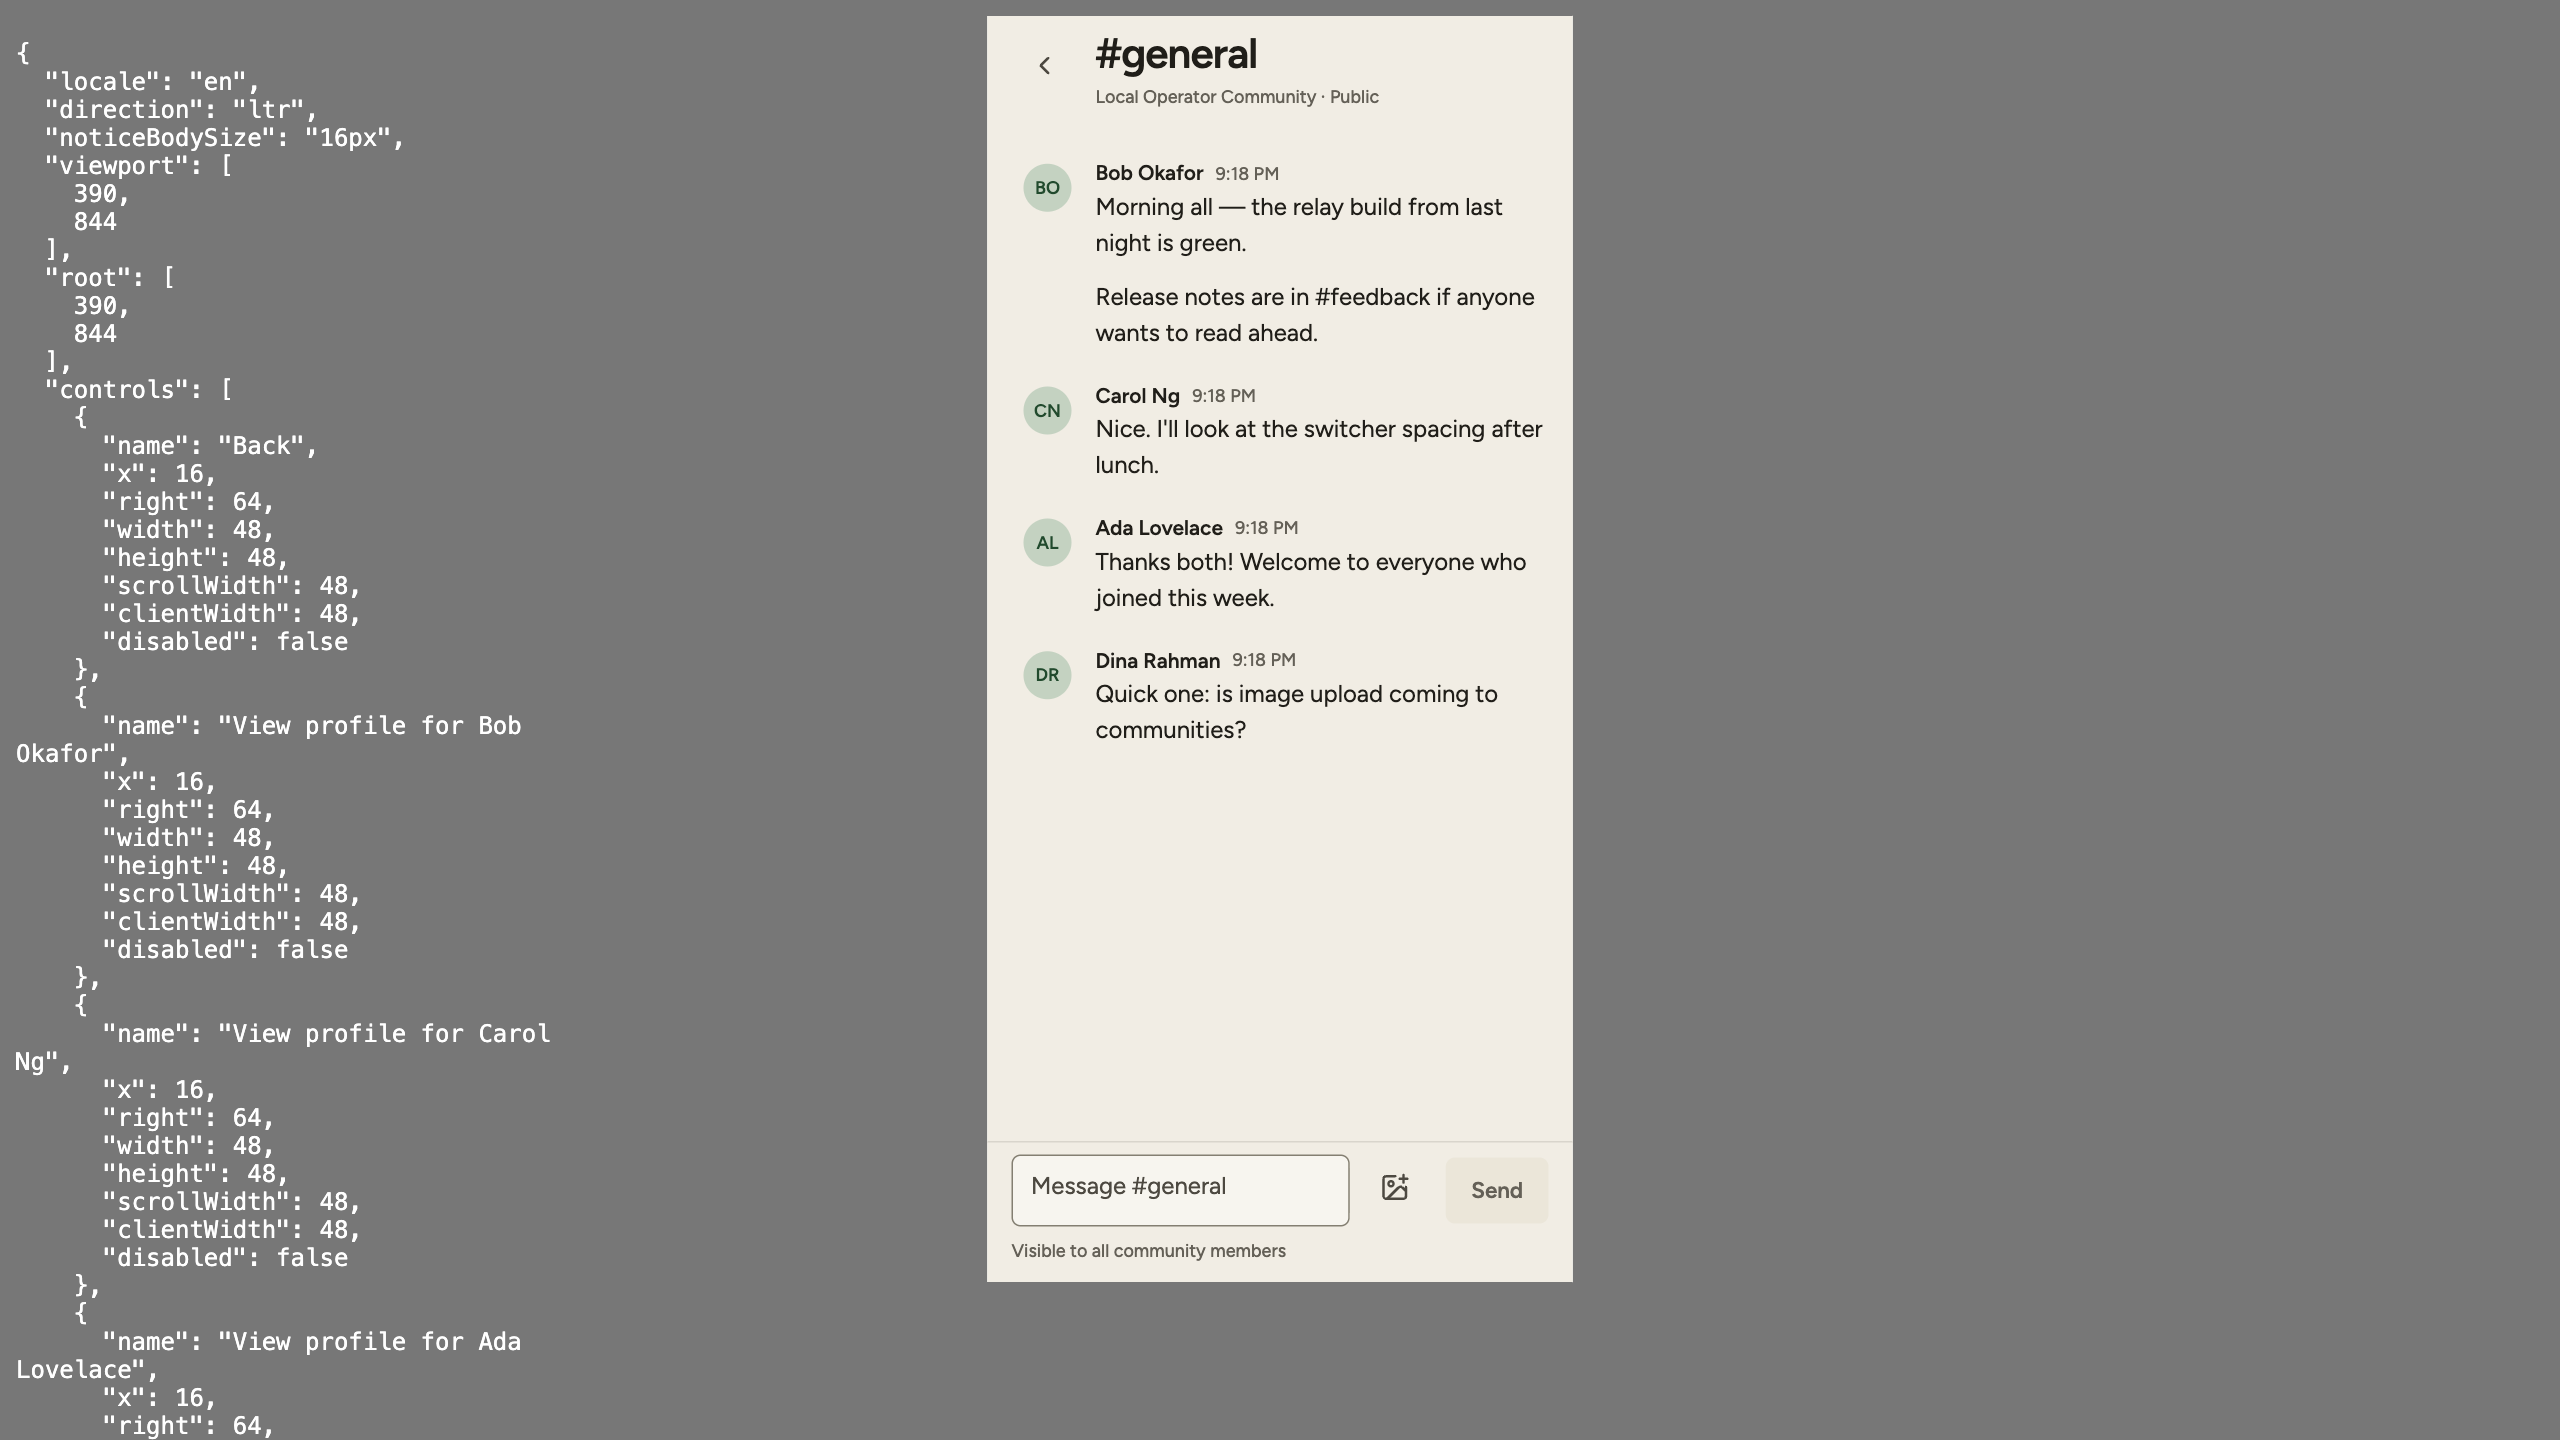 {
  "locale": "en",
  "direction": "ltr",
  "noticeBodySize": "16px",
  "viewport": [
    390,
    844
  ],
  "root": [
    390,
    844
  ],
  "controls": [
    {
      "name": "Back",
      "x": 16,
      "right": 64,
      "width": 48,
      "height": 48,
      "scrollWidth": 48,
      "clientWidth": 48,
      "disabled": false
    },
    {
      "name": "View profile for Bob
Okafor",
      "x": 16,
      "right": 64,
      "width": 48,
      "height": 48,
      "scrollWidth": 48,
      "clientWidth": 48,
      "disabled": false
    },
    {
      "name": "View profile for Carol
Ng",
      "x": 16,
      "right": 64,
      "width": 48,
      "height": 48,
      "scrollWidth": 48,
      "clientWidth": 48,
      "disabled": false
    },
    {
      "name": "View profile for Ada
Lovelace",
      "x": 16,
      "right": 64,
#general
Local Operator Community · Public
BO
Bob Okafor 9:18 PM
Morning all — the relay build from last
night is green.
Release notes are in #feedback if anyone
wants to read ahead.
CN
Carol Ng 9:18 PM
Nice. I'll look at the switcher spacing after
lunch.
AL
Ada Lovelace 9:18 PM
Thanks both! Welcome to everyone who
joined this week.
DR
Dina Rahman 9:18 PM
Quick one: is image upload coming to
communities?
Message #general
Send
Visible to all community members